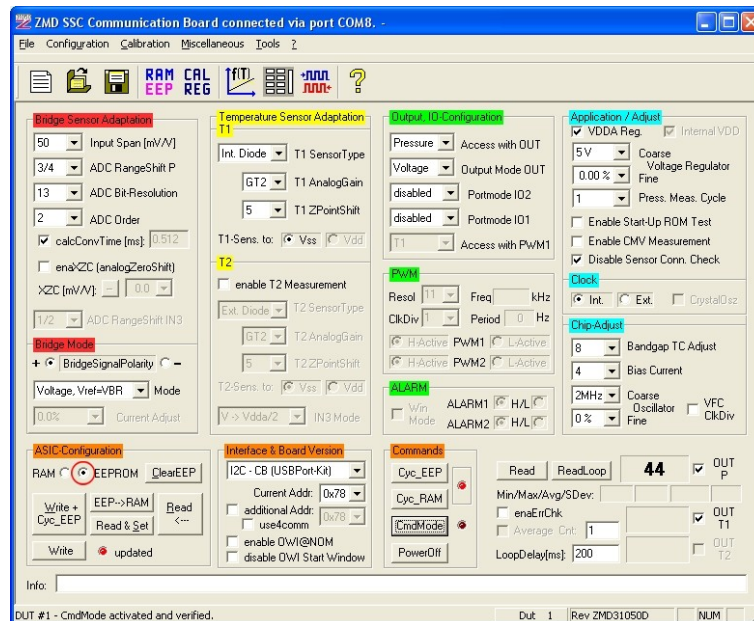 ZMD SSC Communication Board connected via port COM8. -
File Configuration Calibration Miscellaneous Tools ?
RAM EEP CAL REG f(T)
Bridge Sensor Adaptation
50 Input Span [mV/V]
3/4 ADC RangeShift P
13 ADC Bit-Resolution
2 ADC Order
calcConvTime [ms]: 0.512
enaXZC (analogZeroShift)
XZC [mV/V]: - 0.0
1/2 ADC RangeShift IN3
Bridge Mode
+ BridgeSignalPolarity -
Voltage, Vref=VBR Mode
0.0% Current Adjust
Temperature Sensor Adaptation
T1
Int. Diode T1 SensorType
GT2 T1 AnalogGain
5 T1 ZPointShift
T1-Sens. to: Vss Vdd
T2
enable T2 Measurement
Ext. Diode T2 SensorType
GT2 T2 AnalogGain
5 T2 ZPointShift
T2-Sens. to: Vss Vdd
V -> Vdda/2 IN3 Mode
Output, IO-Configuration
Pressure Access with OUT
Voltage Output Mode OUT
disabled Portmode IO2
disabled Portmode IO1
T1 Access with PWM1
PWM
Resol 11 Freq kHz
ClkDiv 1 Period 0 Hz
H-Active PWM1 L-Active
H-Active PWM2 L-Active
ALARM
Win Mode
ALARM1 H/L
ALARM2 H/L
Application / Adjust
VDDA Reg. Internal VDD
5 V Coarse
Voltage Regulator
0.00 % Fine
1 Press. Meas. Cycle
Enable Start-Up ROM Test
Enable CMV Measurement
Disable Sensor Conn. Check
Clock
Int. Ext. CrystalOsz
Chip-Adjust
8 Bandgap TC Adjust
4 Bias Current
2MHz Coarse
Oscillator
0 % Fine
VFC
ClkDiv
ASIC-Configuration
RAM EEPROM ClearEEP
Write + Cyc_EEP
EEP-->RAM
Read & Set
Read <---
Write updated
Interface & Board Version
I2C - CB (USBPort-Kit)
Current Addr: 0x78
additional Addr: 0x78
use4comm
enable OWI@NOM
disable OWI Start Window
Commands
Cyc_EEP
Cyc_RAM
CmdMode
PowerOff
Read ReadLoop 44 OUT P
Min/Max/Avg/SDev:
enaErrChk OUT T1
Average Cnt. 1
LoopDelay[ms]: 200 OUT T2
Info:
DUT #1 - CmdMode activated and verified. Dut 1 Rev ZMD31050D NUM